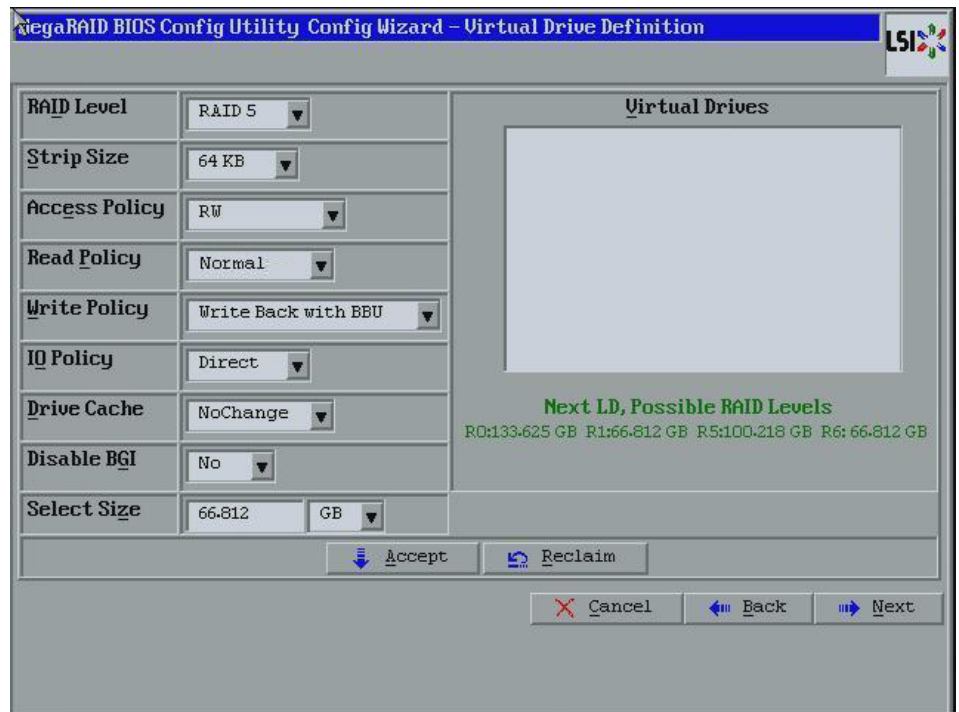 MegaRAID BIOS Config Utility Config Wizard – Virtual Drive Definition
LSI
RAID Level
RAID 5
Strip Size
64 KB
Access Policy
RW
Read Policy
Normal
Write Policy
Write Back with BBU
IO Policy
Direct
Drive Cache
NoChange
Disable BGI
No
Select Size
66.812 GB
Virtual Drives
Next LD, Possible RAID Levels
R0:133.625 GB R1:66.812 GB R5:100.218 GB R6: 66.812 GB
Accept
Reclaim
Cancel
Back
Next